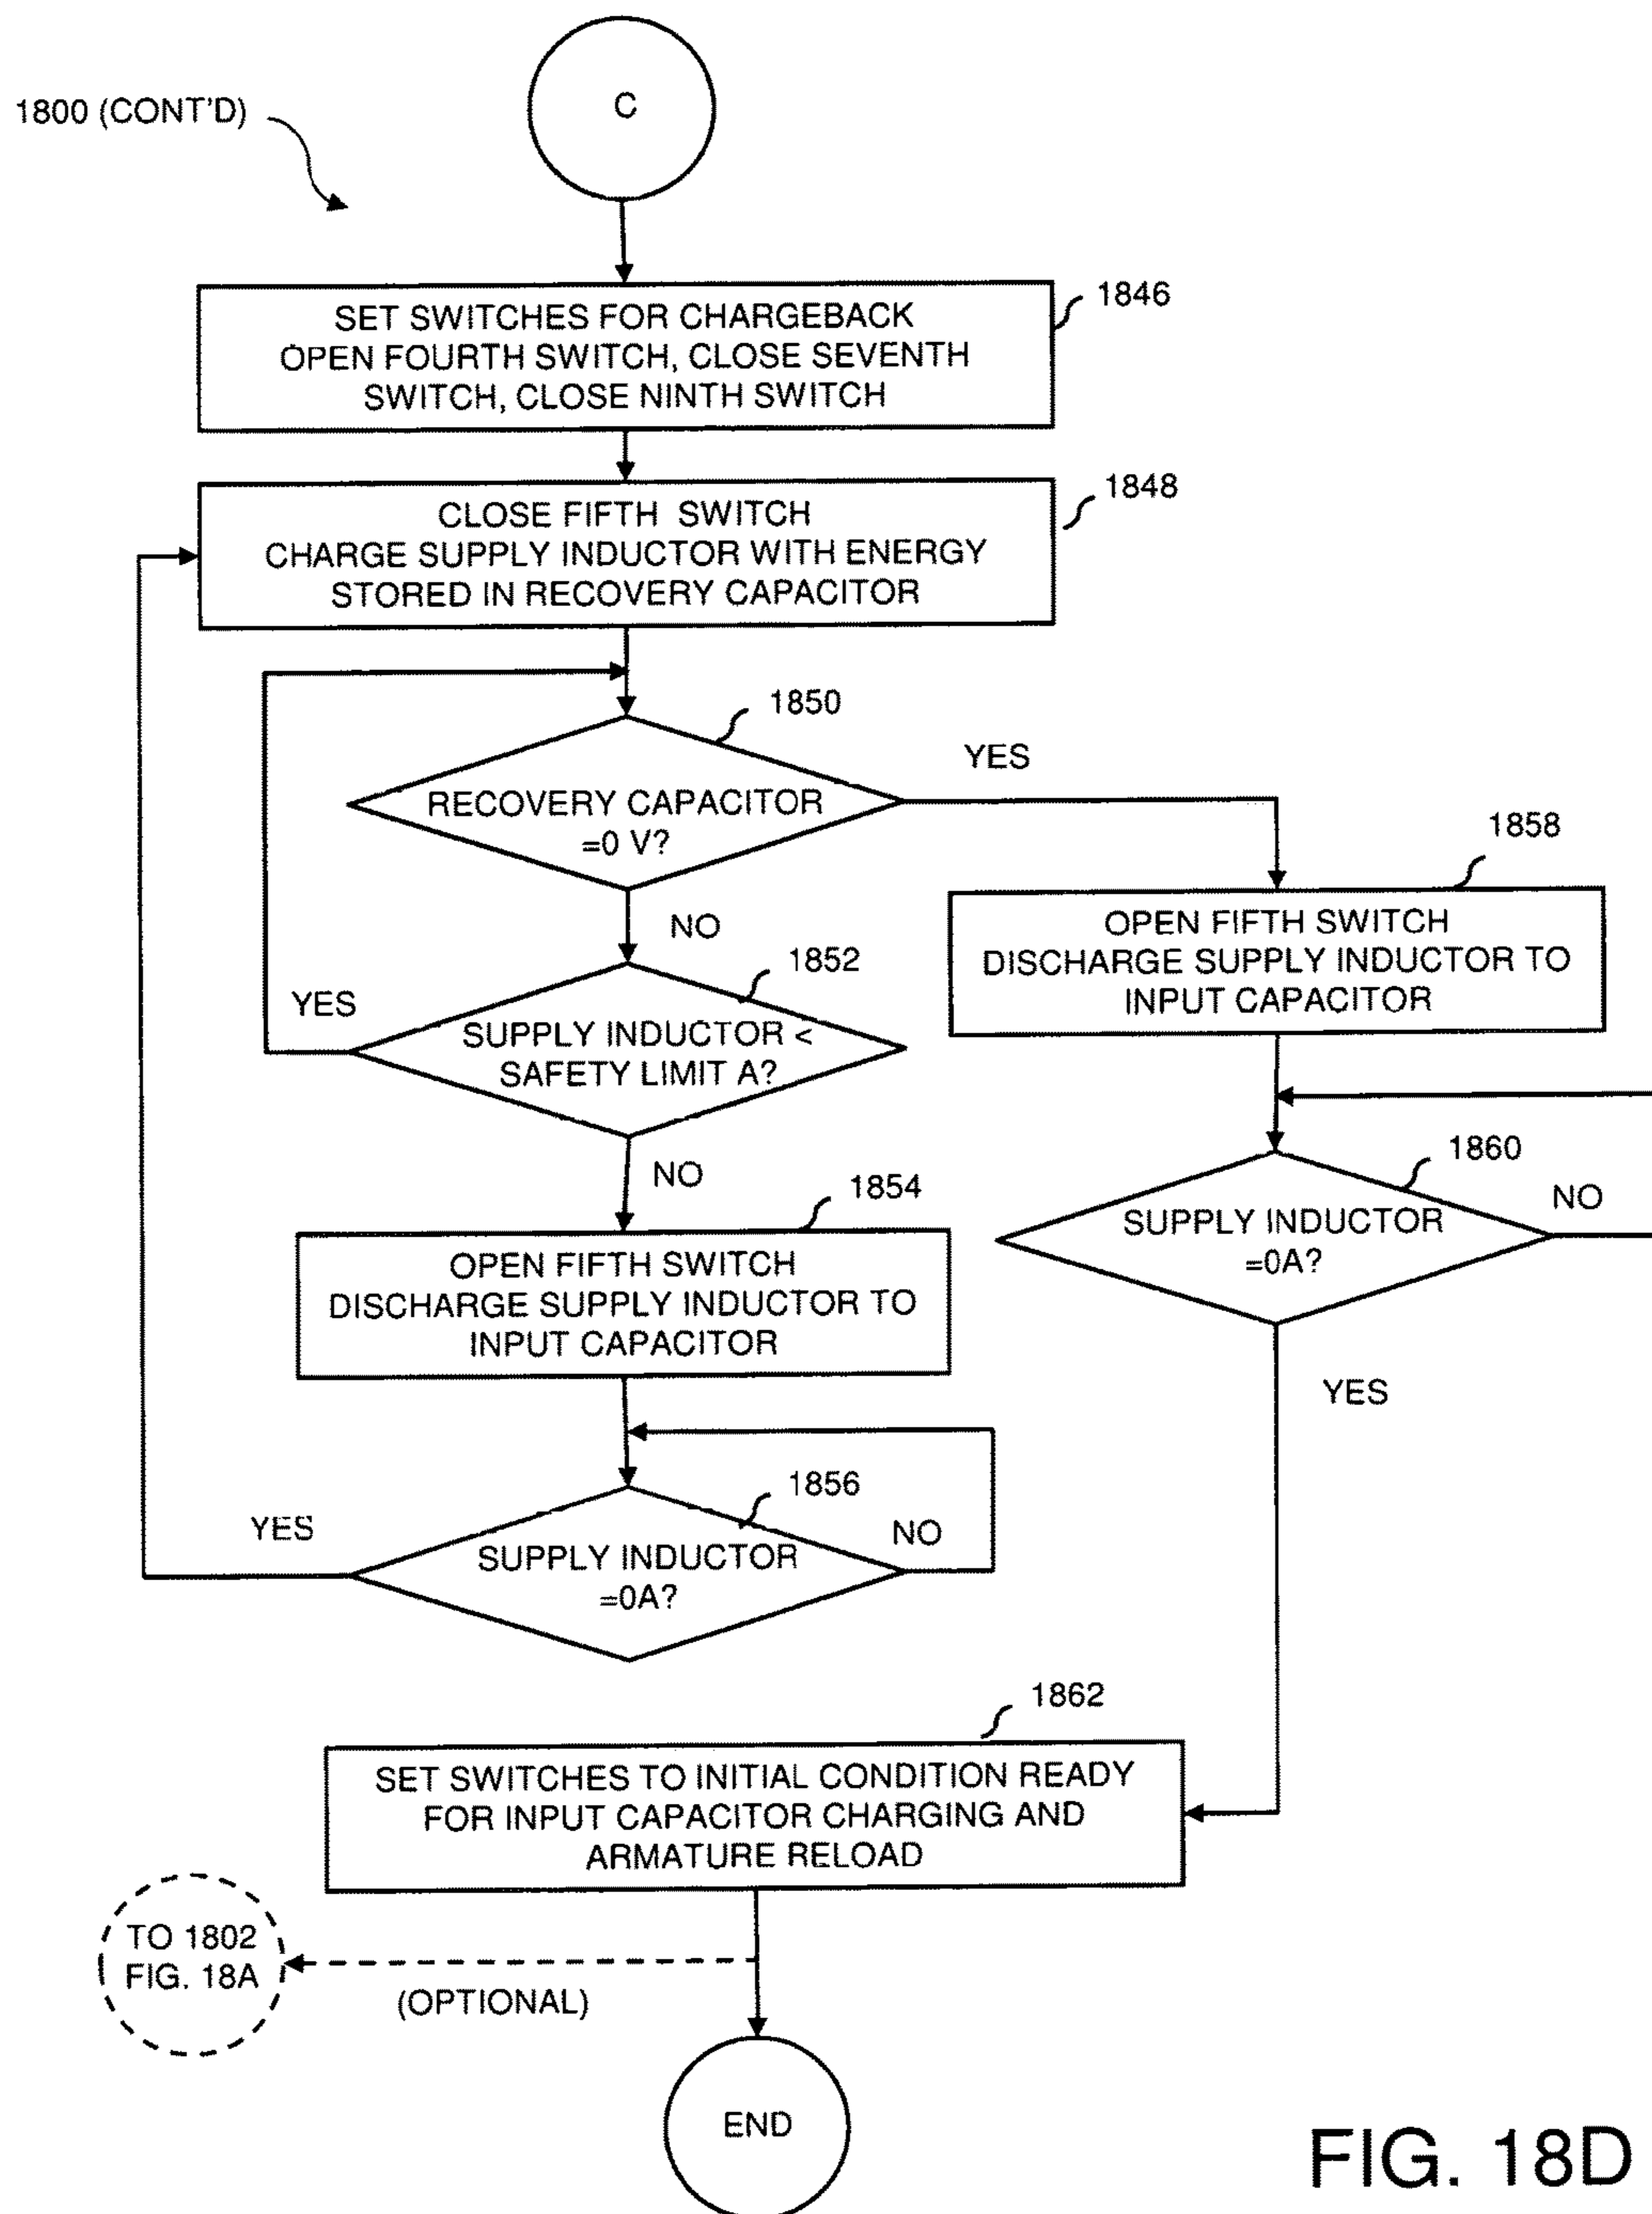 1800 (CONT'D)
C
1846
SET SWITCHES FOR CHARGEBACK
OPEN FOURTH SWITCH, CLOSE SEVENTH
SWITCH, CLOSE NINTH SWITCH
1848
CLOSE FIFTH SWITCH
CHARGE SUPPLY INDUCTOR WITH ENERGY
STORED IN RECOVERY CAPACITOR
1850
RECOVERY CAPACITOR
=0 V?
YES
NO
1852
SUPPLY INDUCTOR <
SAFETY LIMIT A?
YES
NO
1854
OPEN FIFTH SWITCH
DISCHARGE SUPPLY INDUCTOR TO
INPUT CAPACITOR
1856
SUPPLY INDUCTOR
=0A?
YES
NO
1858
OPEN FIFTH SWITCH
DISCHARGE SUPPLY INDUCTOR TO
INPUT CAPACITOR
1860
SUPPLY INDUCTOR
=0A?
NO
YES
1862
SET SWITCHES TO INITIAL CONDITION READY
FOR INPUT CAPACITOR CHARGING AND
ARMATURE RELOAD
TO 1802
FIG. 18A
(OPTIONAL)
END
FIG. 18D